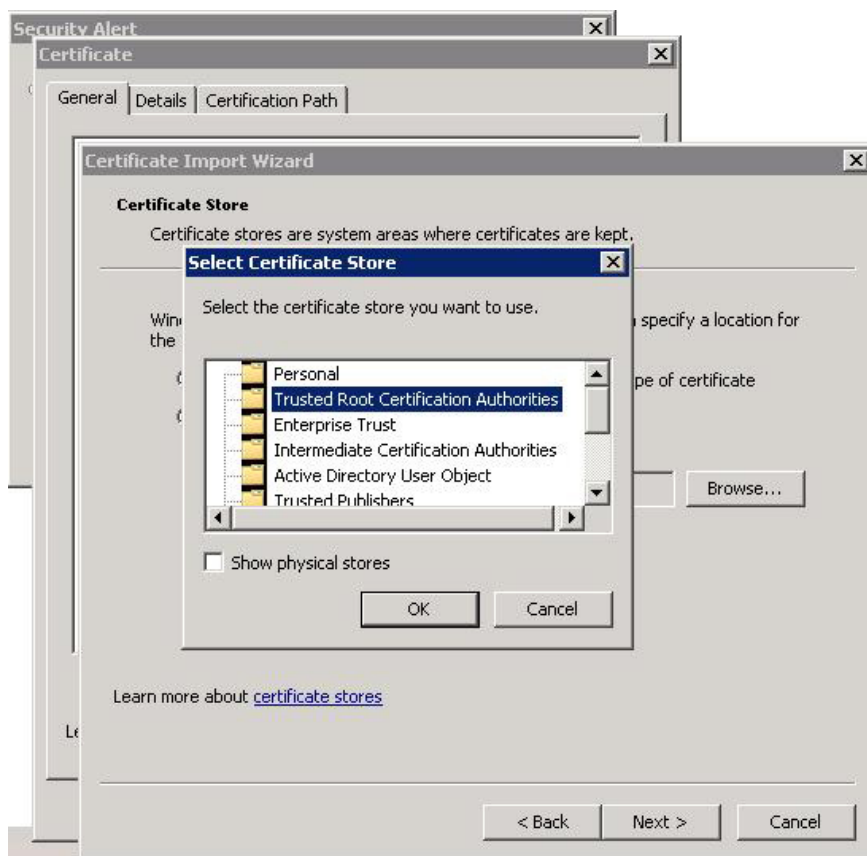 Security Alert
Certificate
General Details Certification Path
Certificate Import Wizard
Certificate Store
Certificate stores are system areas where certificates are kept.
Select Certificate Store
Select the certificate store you want to use.
specify a location for
the
Personal
Trusted Root Certification Authorities
of certificate
Enterprise Trust
Intermediate Certification Authorities
Active Directory User Object
Trusted Publishers
Browse...
Show physical stores
OK Cancel
Learn more about certificate stores
< Back Next > Cancel